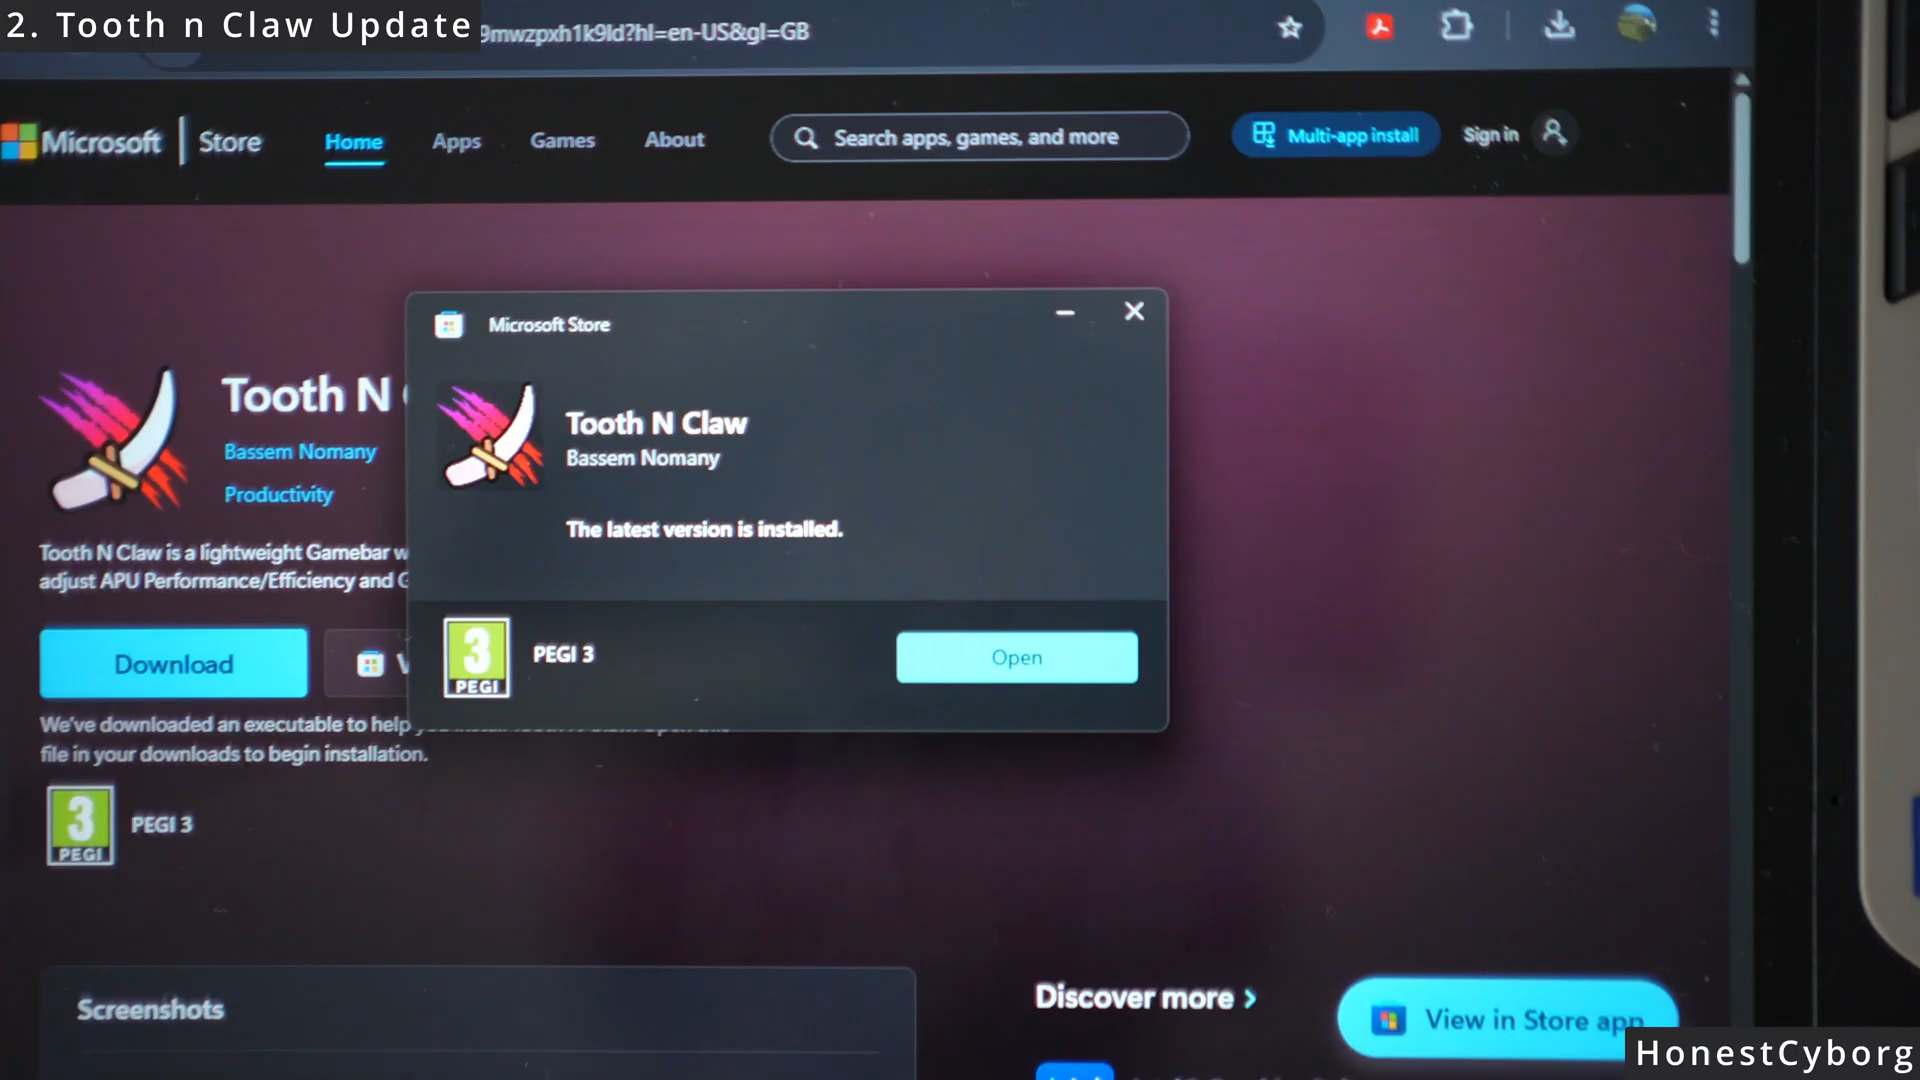 2. Tooth n Claw Update
9mwzpxh1k9ld?hl=en-US&gl=GB
Microsoft | Store
Home
Apps
Games
About
Search apps, games, and more
Multi-app install
Sign in
Microsoft Store
Tooth N
Bassem Nomany
Productivity
Tooth N Claw
Bassem Nomany
The latest version is installed.
Tooth N Claw is a lightweight Gamebar w
adjust APU Performance/Efficiency and G
Download
3
PEGI
PEGI 3
Open
We've downloaded an executable to help
file in your downloads to begin installation.
3
PEGI
PEGI 3
Screenshots
Discover more >
View in Store app
HonestCyborg